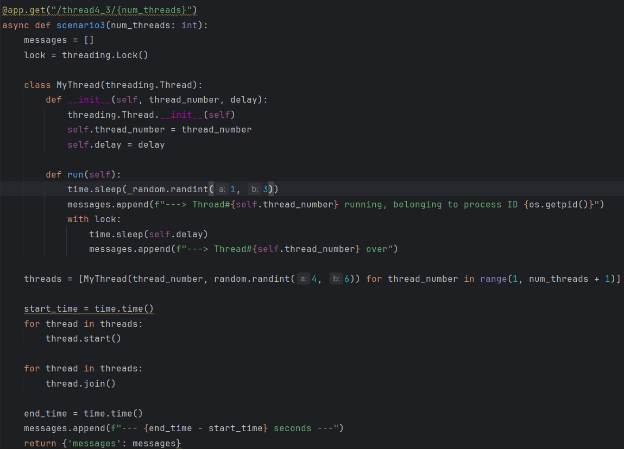 @app.get("/thread4_3/{num_threads}")
async def scenario3(num_threads: int):
    messages = []
    lock = threading.Lock()

    class MyThread(threading.Thread):
        def __init__(self, thread_number, delay):
            threading.Thread.__init__(self)
            self.thread_number = thread_number
            self.delay = delay

        def run(self):
            time.sleep(_random.randint(a: 1, b: 3))
            messages.append(f"---> Thread#{self.thread_number} running, belonging to process ID {os.getpid()}")
            with lock:
                time.sleep(self.delay)
                messages.append(f"---> Thread#{self.thread_number} over")

    threads = [MyThread(thread_number, random.randint(a: 4, b: 6)) for thread_number in range(1, num_threads + 1)]

    start_time = time.time()
    for thread in threads:
        thread.start()

    for thread in threads:
        thread.join()

    end_time = time.time()
    messages.append(f"--- {end_time - start_time} seconds ---")
    return {'messages': messages}